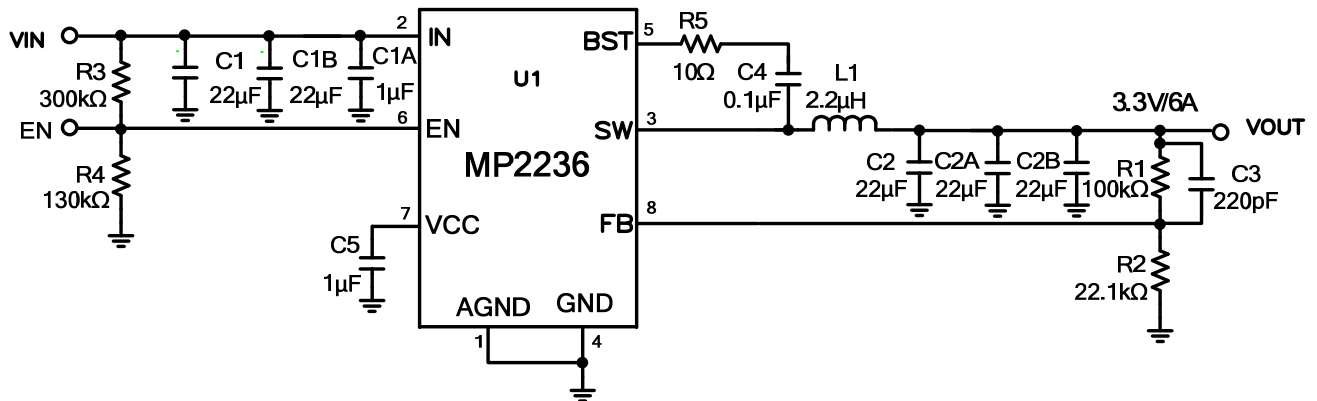 VIN
R3
300kΩ
EN
R4
130kΩ
C1
22µF
C1B
22µF
C1A
1µF
2
IN
6
EN
7
VCC
C5
1µF
U1
MP2236
AGND
GND
1
4
BST
5
SW
3
FB
8
R5
10Ω
C4
0.1µF
L1
2.2µH
C2
22µF
C2A
22µF
C2B
22µF
3.3V/6A
VOUT
R1
100kΩ
C3
220pF
R2
22.1kΩ